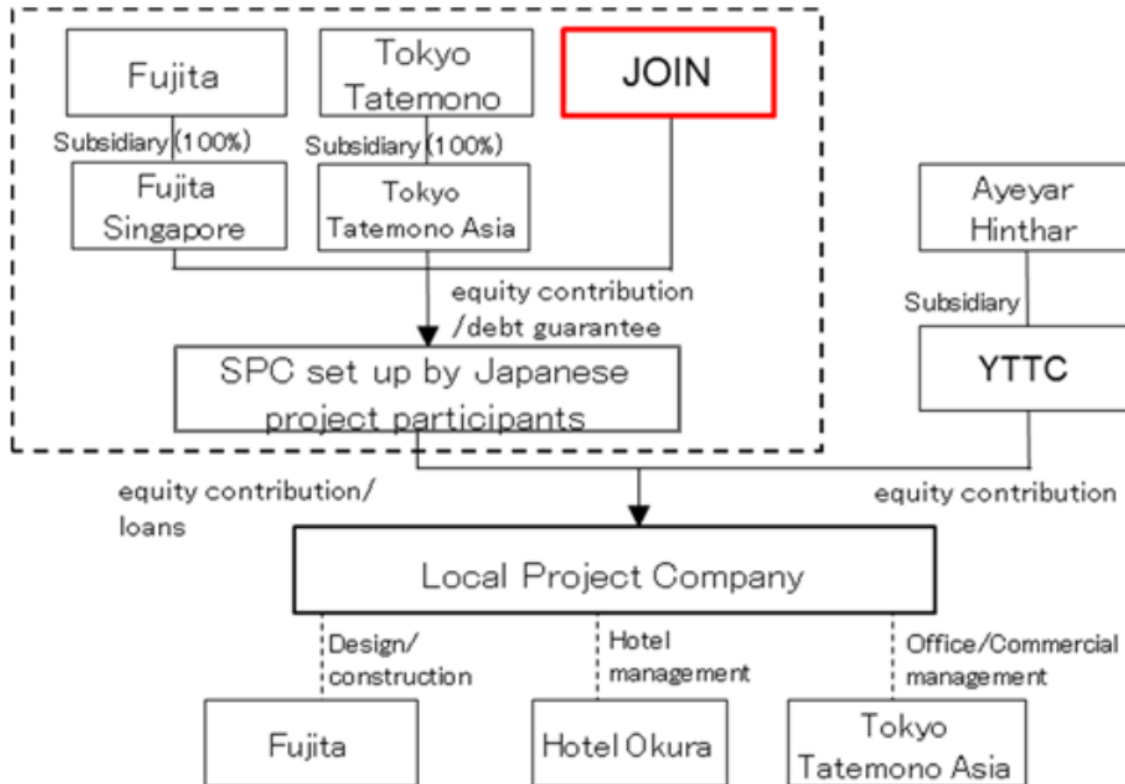 Fujita
Tokyo
Tatemono
JOIN
Subsidiary (100%)
Subsidiary (100%)
Fujita
Singapore
Tokyo
Tatemono Asia
Ayeyar
Hinthar
equity contribution
/debt guarantee
Subsidiary
SPC set up by Japanese
project participants
YTTC
equity contribution/
loans
equity contribution
Local Project Company
Design/
construction
Hotel
management
Office/Commercial
management
Fujita
Hotel Okura
Tokyo
Tatemono Asia